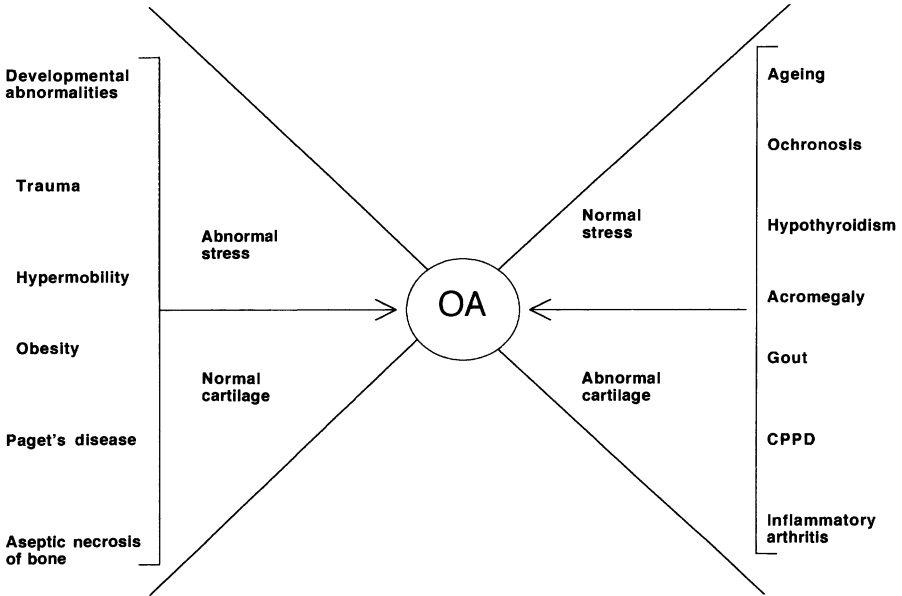 Developmental
abnormalities
Trauma
Hypermobility
Obesity
Paget's disease
Aseptic necrosis
of bone
Abnormal
stress
Normal
cartilage
OA
Normal
stress
Abnormal
cartilage
Ageing
Ochronosis
Hypothyroidism
Acromegaly
Gout
CPPD
Inflammatory
arthritis